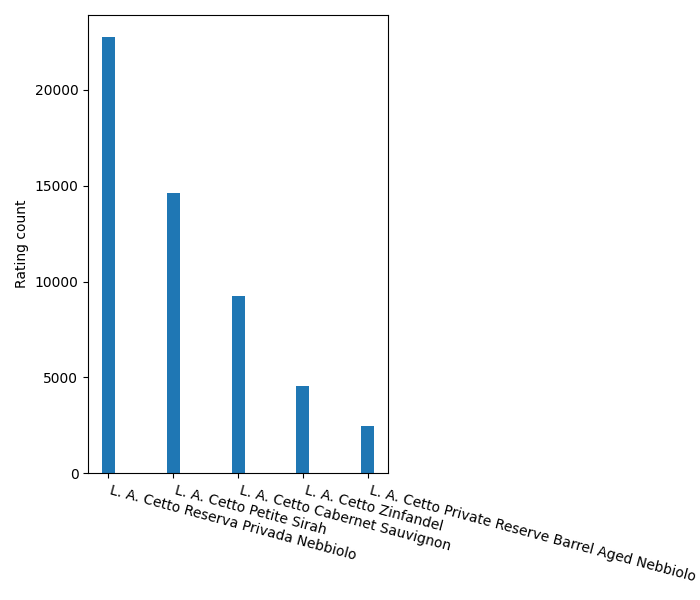 20000
15000
10000
5000
0
Rating count
L. A. Cetto Reserva Privada Nebbiolo
L. A. Cetto Petite Sirah
L. A. Cetto Cabernet Sauvignon
L. A. Cetto Zinfandel
L. A. Cetto Private Reserve Barrel Aged Nebbiolo